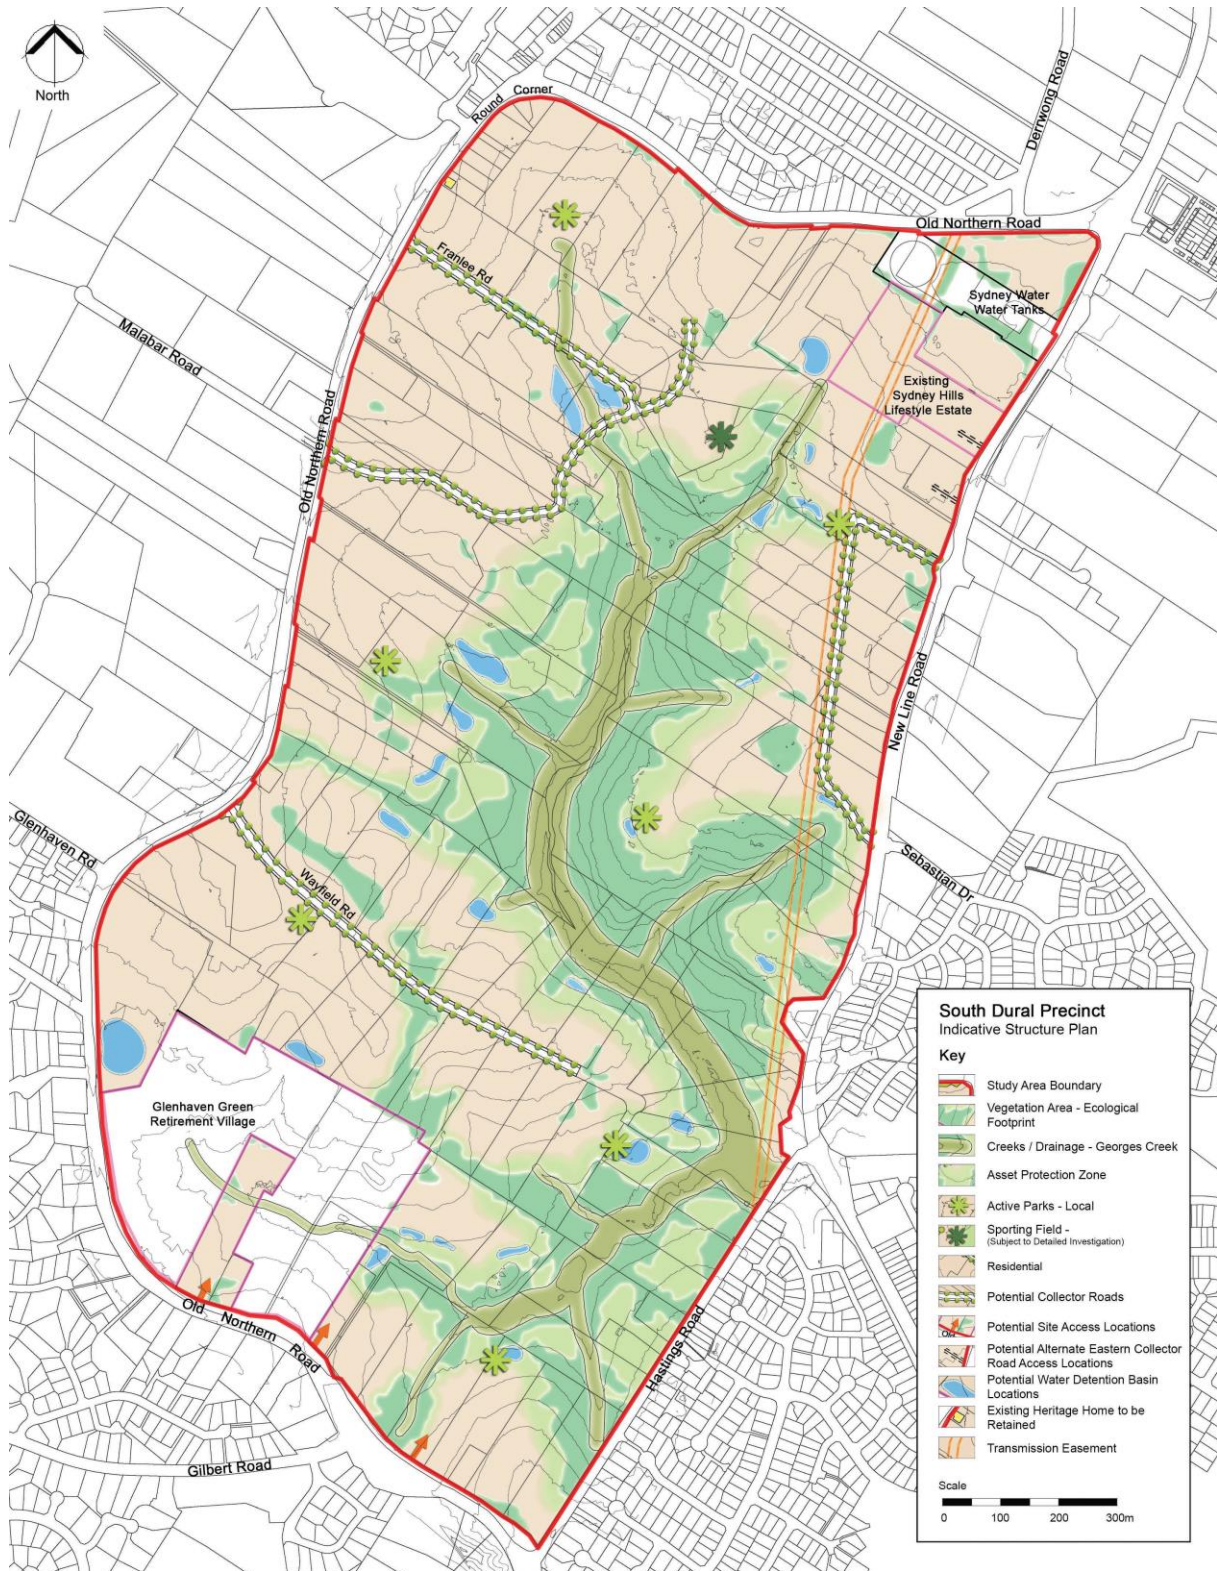 North
Round Corner
Derrwong Road
Old Northern Road
Franlee Rd
Sydney Water
Water Tanks
Malabar Road
Existing
Sydney Hills
Lifestyle Estate
Old Northern Road
New Line Road
Glenhaven Rd
Wayfield Rd
Sebastian Dr
Glenhaven Green
Retirement Village
Old Northern Road
Hastings Road
Gilbert Road
South Dural Precinct
Indicative Structure Plan
Key
Study Area Boundary
Vegetation Area - Ecological
Footprint
Creeks / Drainage - Georges Creek
Asset Protection Zone
Active Parks - Local
Sporting Field -
(Subject to Detailed Investigation)
Residential
Potential Collector Roads
Potential Site Access Locations
Potential Alternate Eastern Collector
Road Access Locations
Potential Water Detention Basin
Locations
Existing Heritage Home to be
Retained
Transmission Easement
Scale
0 100 200 300m